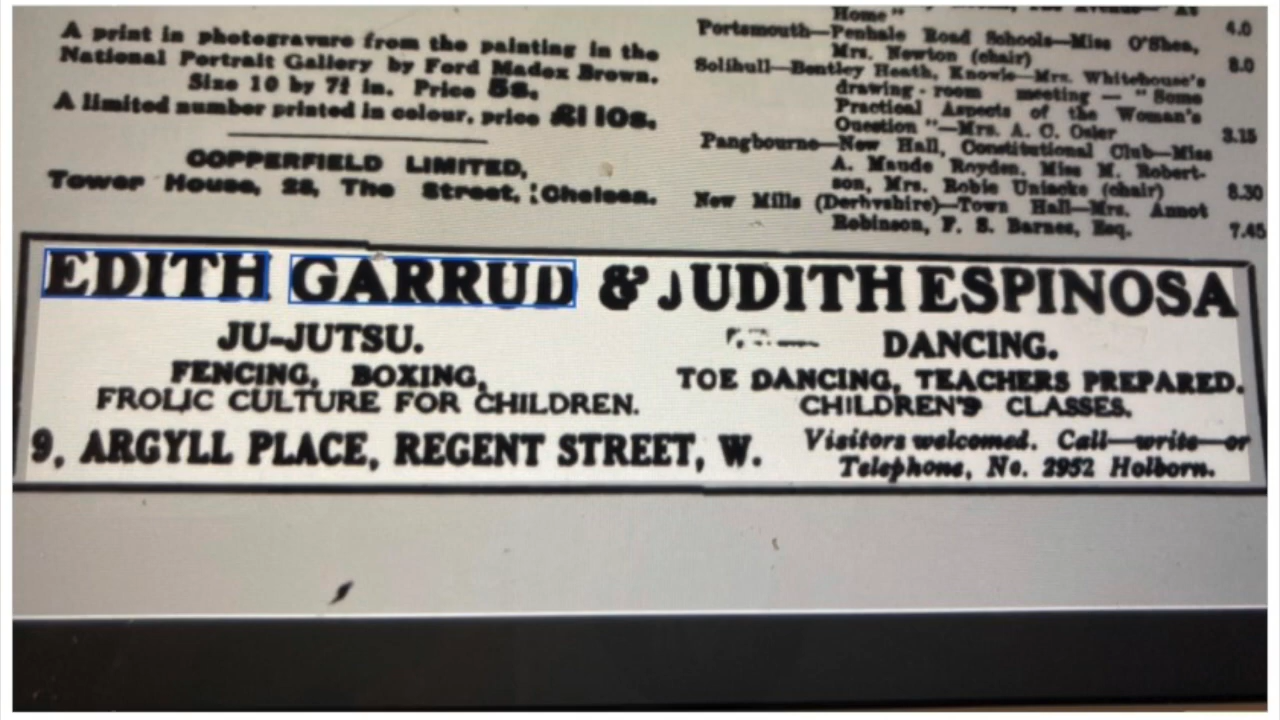 A print in photogravure from the painting in the
National Portrait Gallery by Ford Madox Brown.
Size 10 by 7½ in. Price 5s.
A limited number printed in colour, price £1 10s.
COPPERFIELD LIMITED,
Tower House, 28, The Street, Chelsea.
Home"
4.0
Portsmouth—Penhale Road Schools—Miss O'Shea,
Mrs. Newton (chair)
8.0
Solihull—Bentley Heath, Knowle—Mrs. Whitehouse's
drawing-room meeting — "Some
Practical Aspects of the Woman's
Question"—Mrs. A. C. Osler
3.15
Pangbourne—New Hall, Constitutional Club—Miss
A. Maude Royden, Miss M. Robert-
son, Mrs. Robie Uniacke (chair)
8.30
New Mills (Derbyshire)—Town Hall—Mrs. Annot
Robinson, F. S. Barnes, Esq.
7.45
EDITH GARRUD & JUDITH ESPINOSA
JU-JUTSU.
FENCING, BOXING,
FROLIC CULTURE FOR CHILDREN.
DANCING.
TOE DANCING, TEACHERS PREPARED.
CHILDREN'S CLASSES.
9, ARGYLL PLACE, REGENT STREET, W.
Visitors welcomed. Call—write—or
Telephone, No. 2952 Holborn.